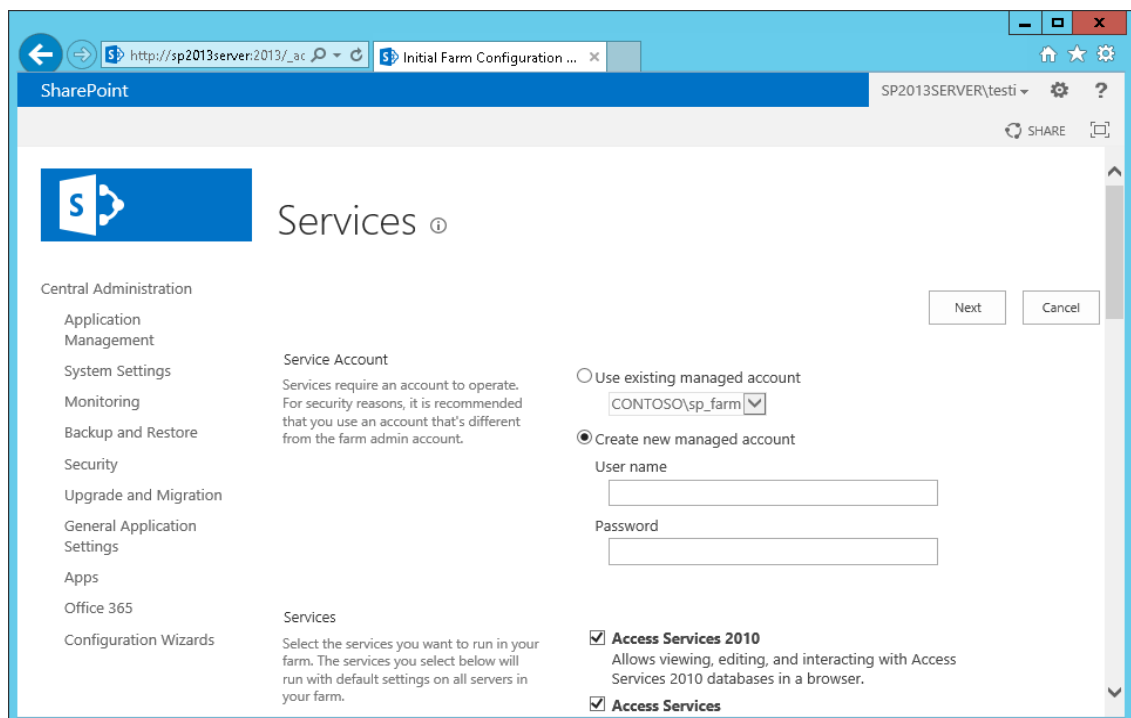 http://sp2013server:2013/_ac
Initial Farm Configuration ...
SharePoint
SP2013SERVER\testi
?
SHARE
S
Services
Central Administration
Application
Management
System Settings
Monitoring
Backup and Restore
Security
Upgrade and Migration
General Application
Settings
Apps
Office 365
Configuration Wizards
Next
Cancel
Service Account
Services require an account to operate.
For security reasons, it is recommended
that you use an account that's different
from the farm admin account.
Use existing managed account
CONTOSO\sp_farm
Create new managed account
User name
Password
Services
Select the services you want to run in your
farm. The services you select below will
run with default settings on all servers in
your farm.
Access Services 2010
Allows viewing, editing, and interacting with Access
Services 2010 databases in a browser.
Access Services